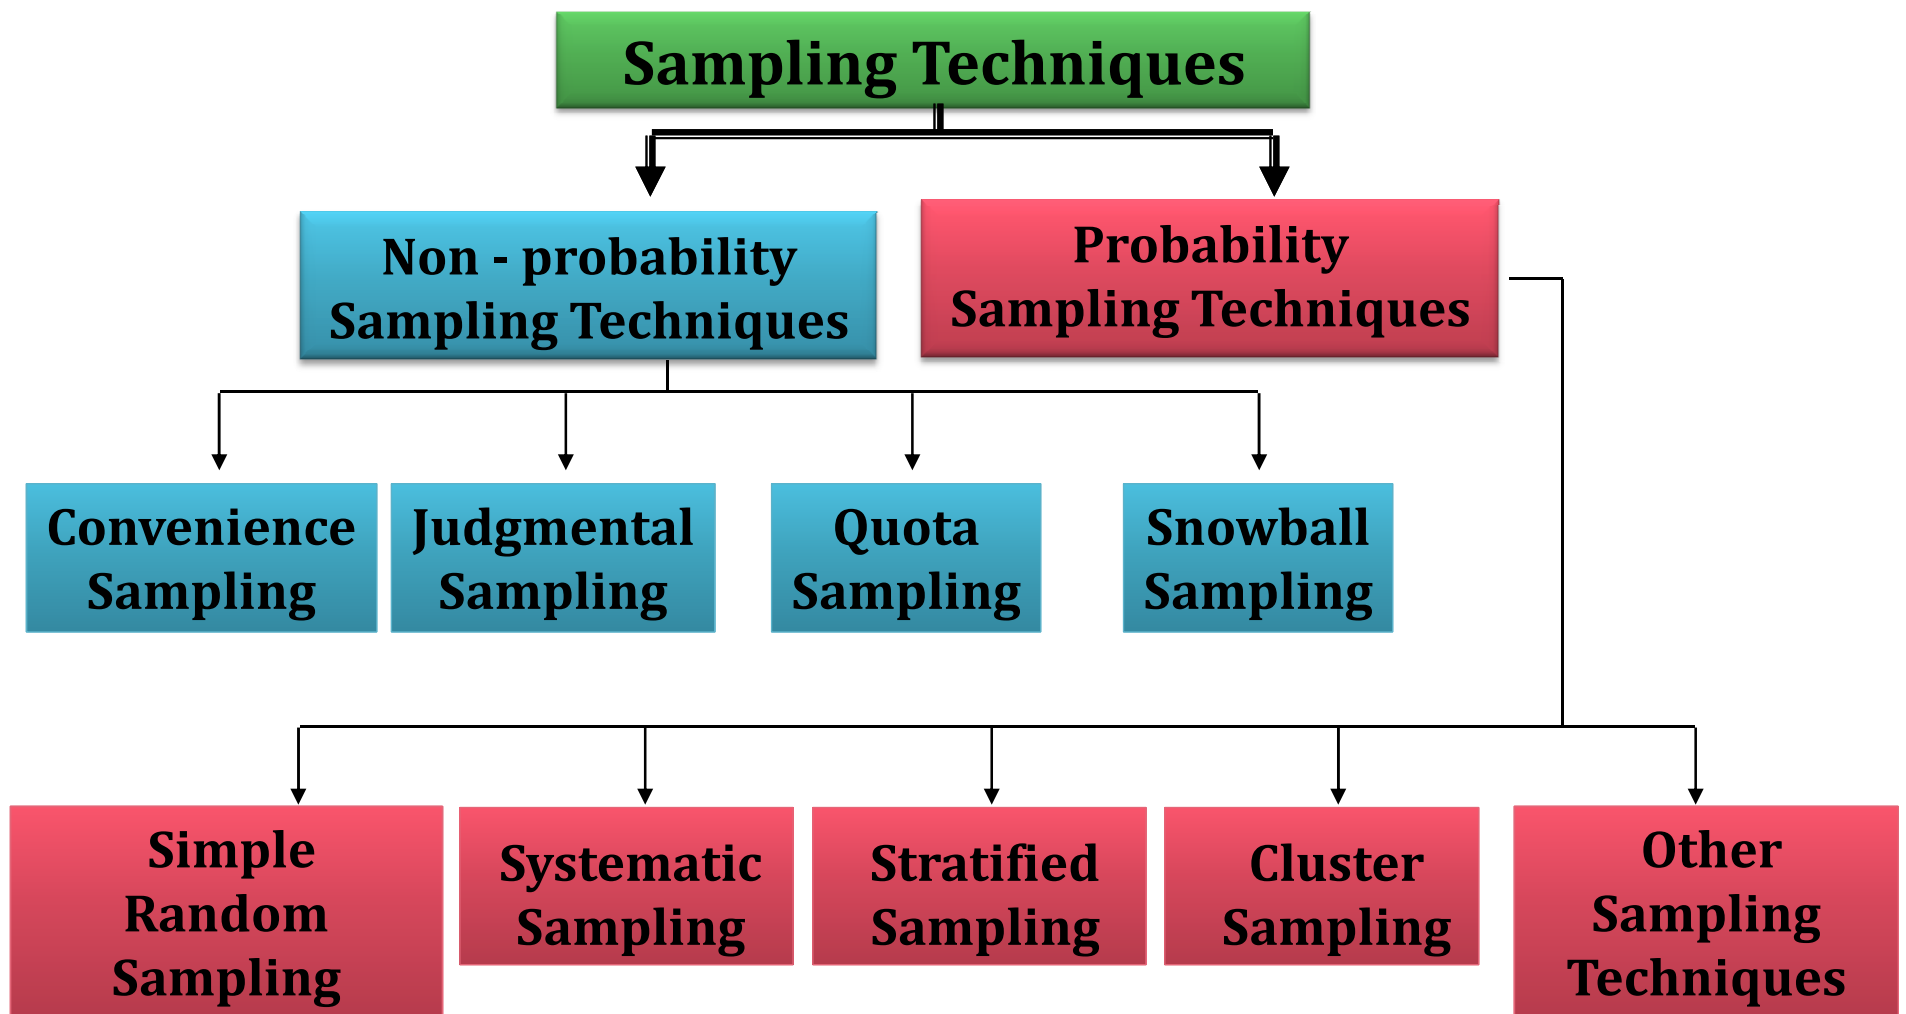 Sampling Techniques
Non - probability
Sampling Techniques
Probability
Sampling Techniques
Convenience
Sampling
Judgmental
Sampling
Quota
Sampling
Snowball
Sampling
Simple
Random
Sampling
Systematic
Sampling
Stratified
Sampling
Cluster
Sampling
Other
Sampling
Techniques